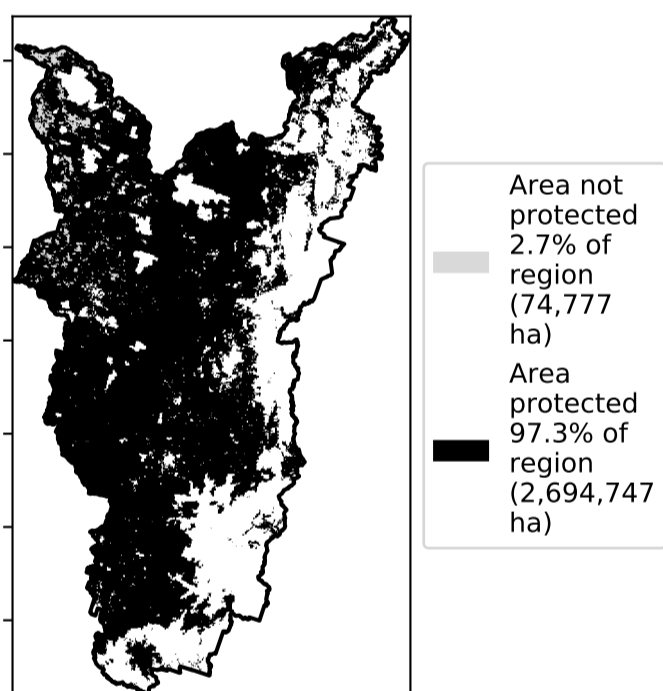 Area not
protected
2.7% of
region
(74,777
ha)
Area
protected
97.3% of
region
(2,694,747
ha)